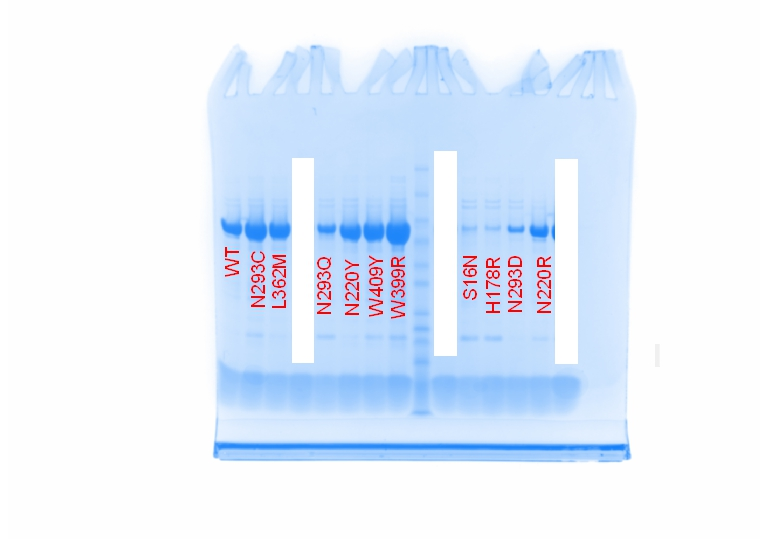 WT
N293C
L362M
N293Q
N220Y
W409Y
W399R
S16N
H178R
N293D
N220R